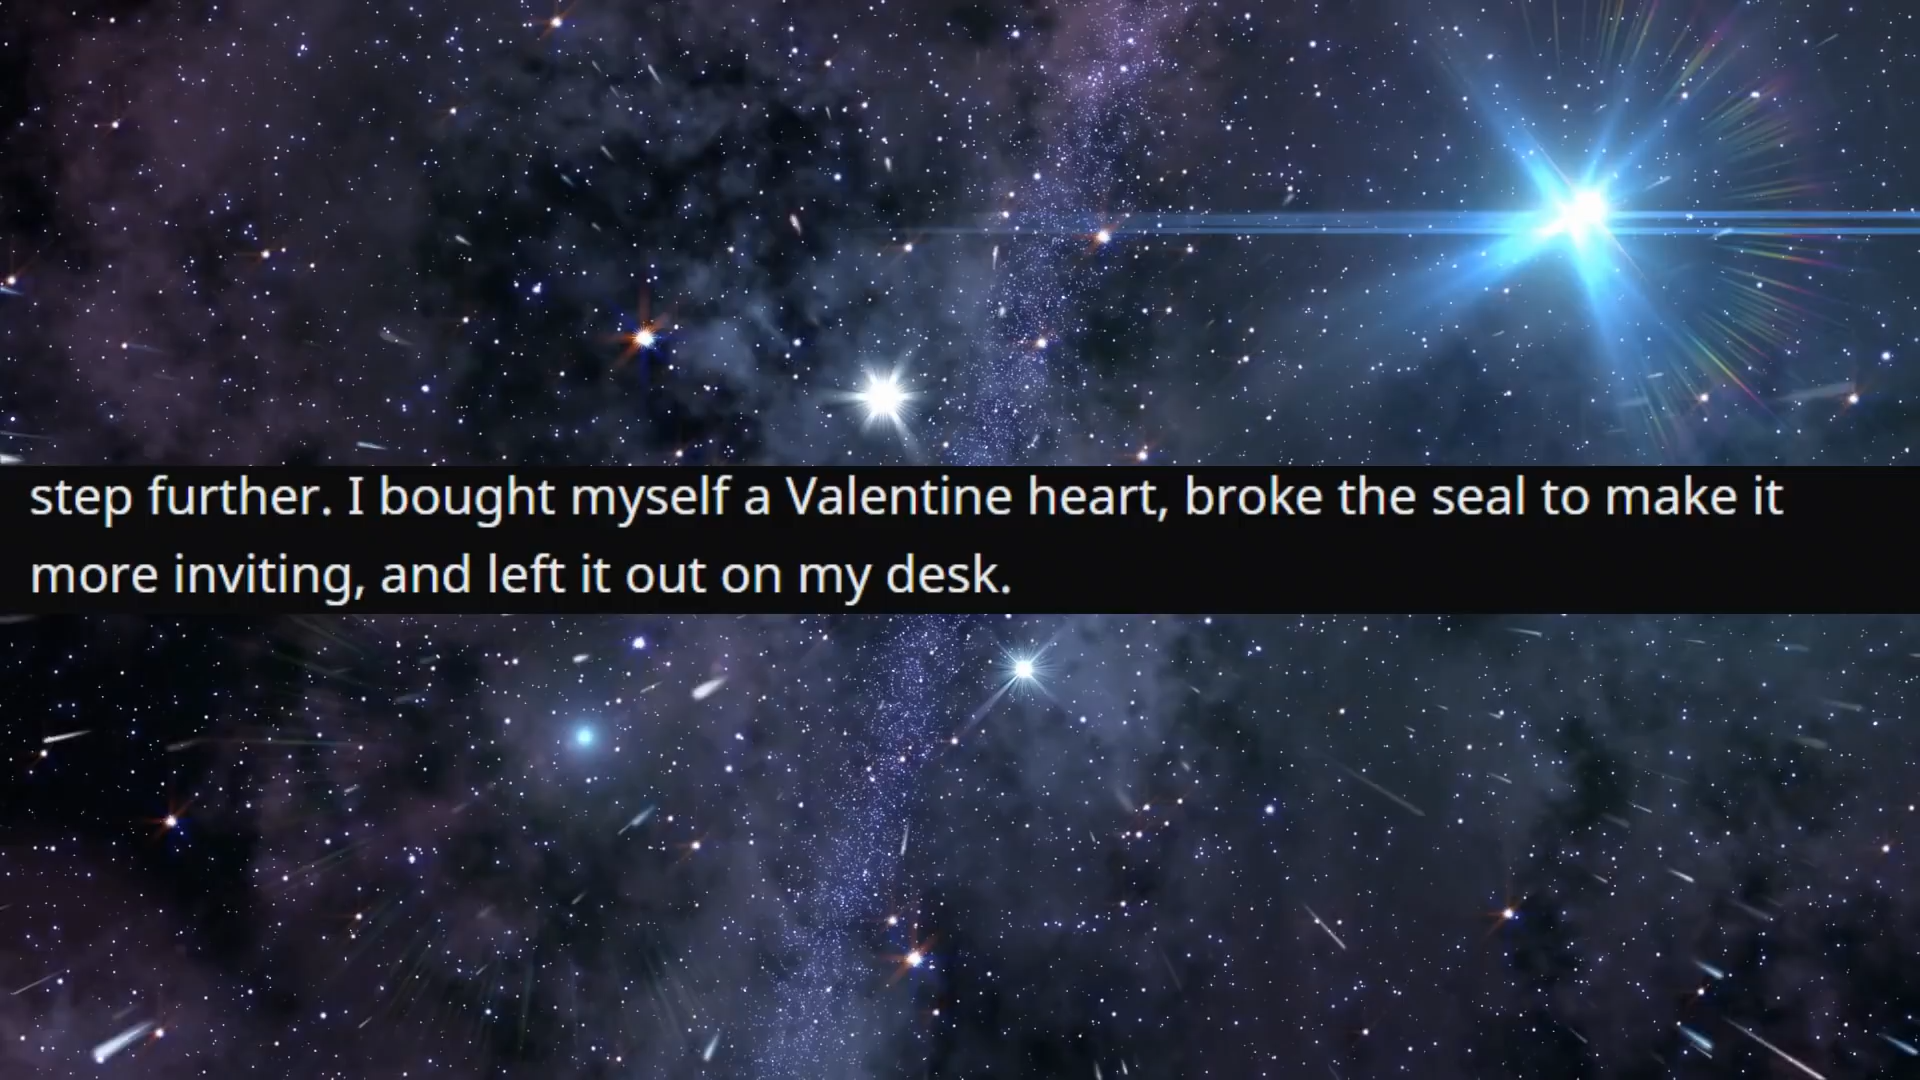 step further. I bought myself a Valentine heart, broke the seal to make it
more inviting, and left it out on my desk.